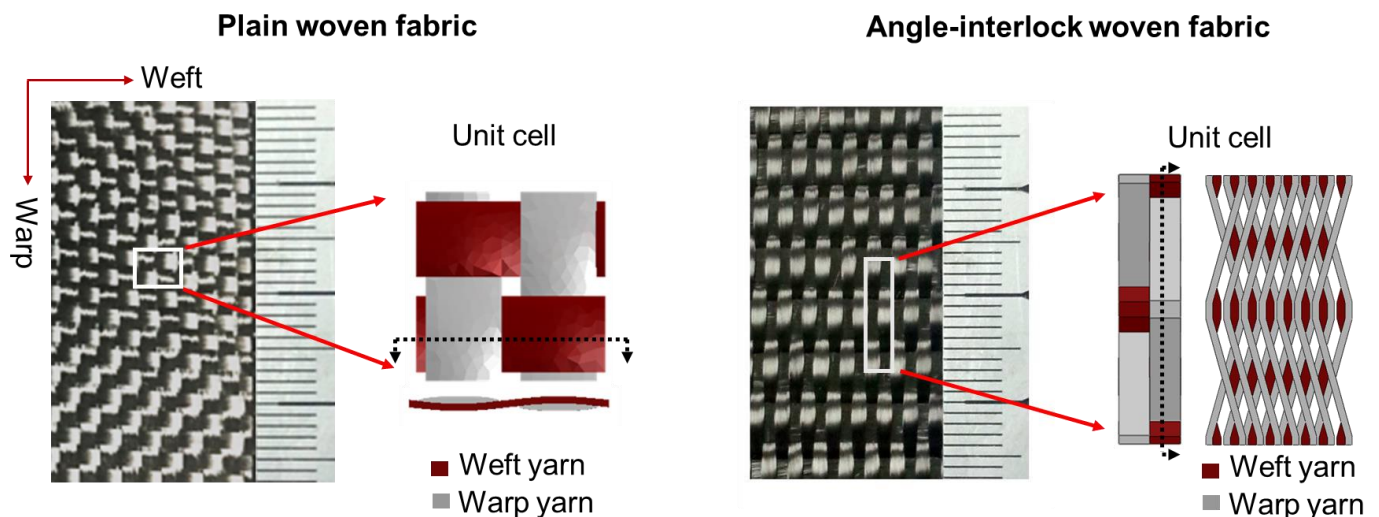 Plain woven fabric
Weft
Warp
Unit cell
Weft yarn
Warp yarn
Angle-interlock woven fabric
Unit cell
Weft yarn
Warp yarn